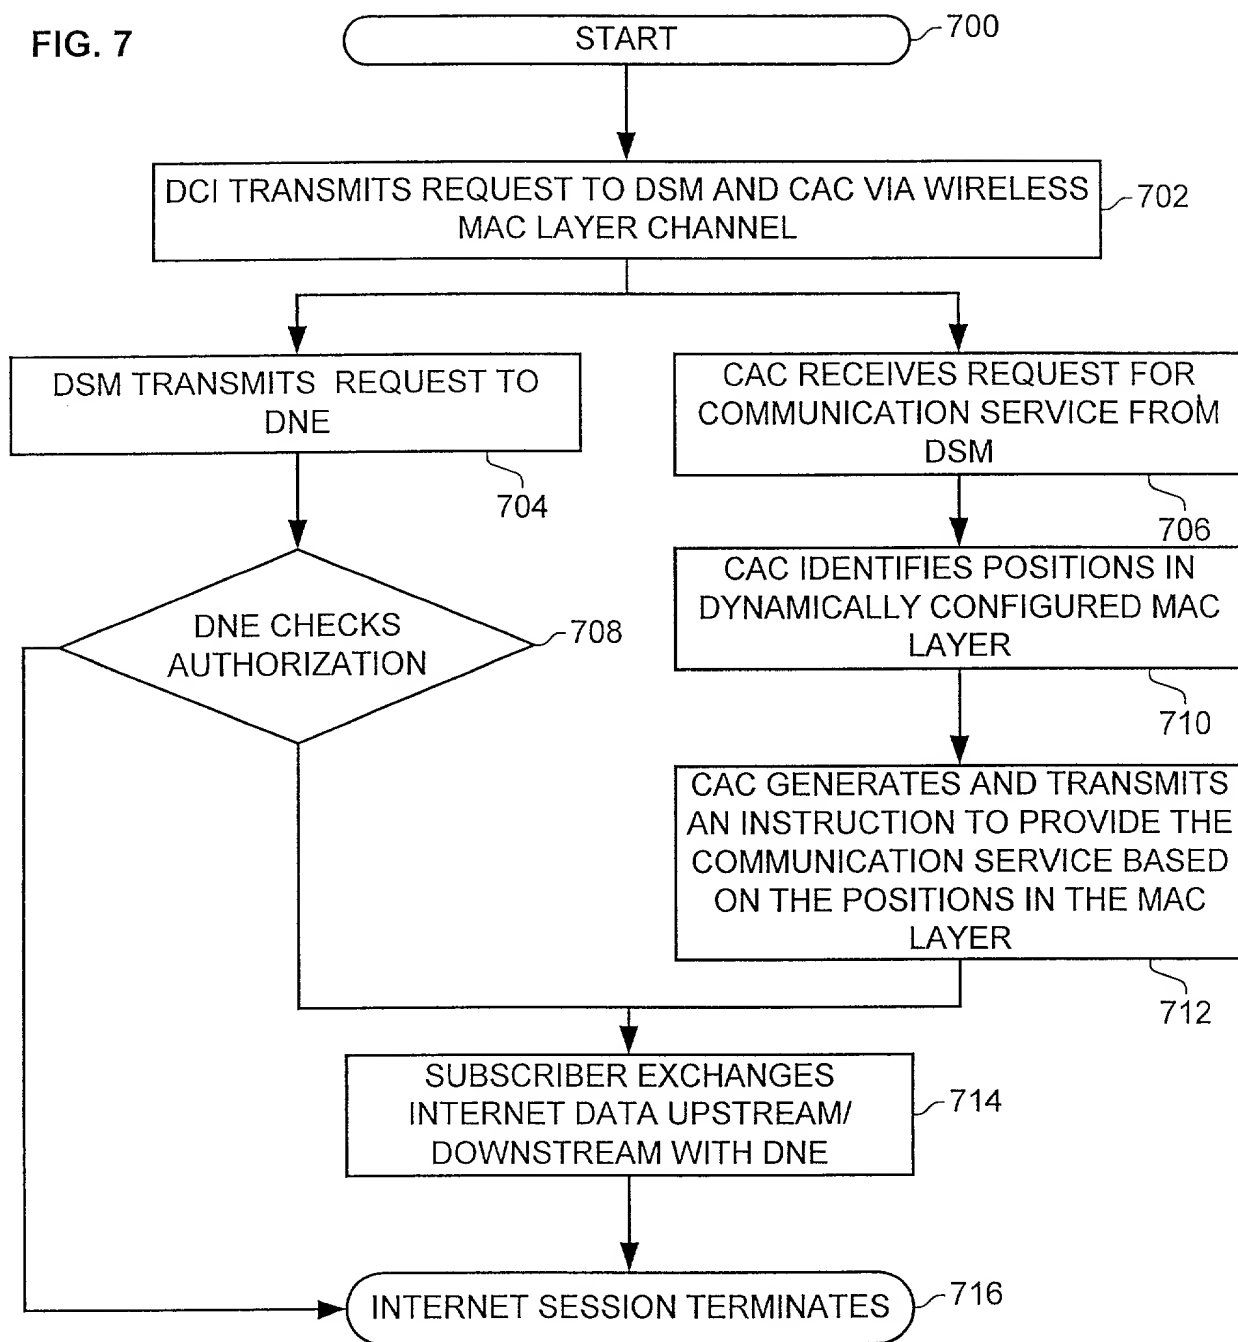 FIG. 7
START
700
DCI TRANSMITS REQUEST TO DSM AND CAC VIA WIRELESS
MAC LAYER CHANNEL
702
DSM TRANSMITS REQUEST TO
DNE
704
CAC RECEIVES REQUEST FOR
COMMUNICATION SERVICE FROM
DSM
706
DNE CHECKS
AUTHORIZATION
708
CAC IDENTIFIES POSITIONS IN
DYNAMICALLY CONFIGURED MAC
LAYER
710
CAC GENERATES AND TRANSMITS
AN INSTRUCTION TO PROVIDE THE
COMMUNICATION SERVICE BASED
ON THE POSITIONS IN THE MAC
LAYER
712
SUBSCRIBER EXCHANGES
INTERNET DATA UPSTREAM/
DOWNSTREAM WITH DNE
714
INTERNET SESSION TERMINATES
716